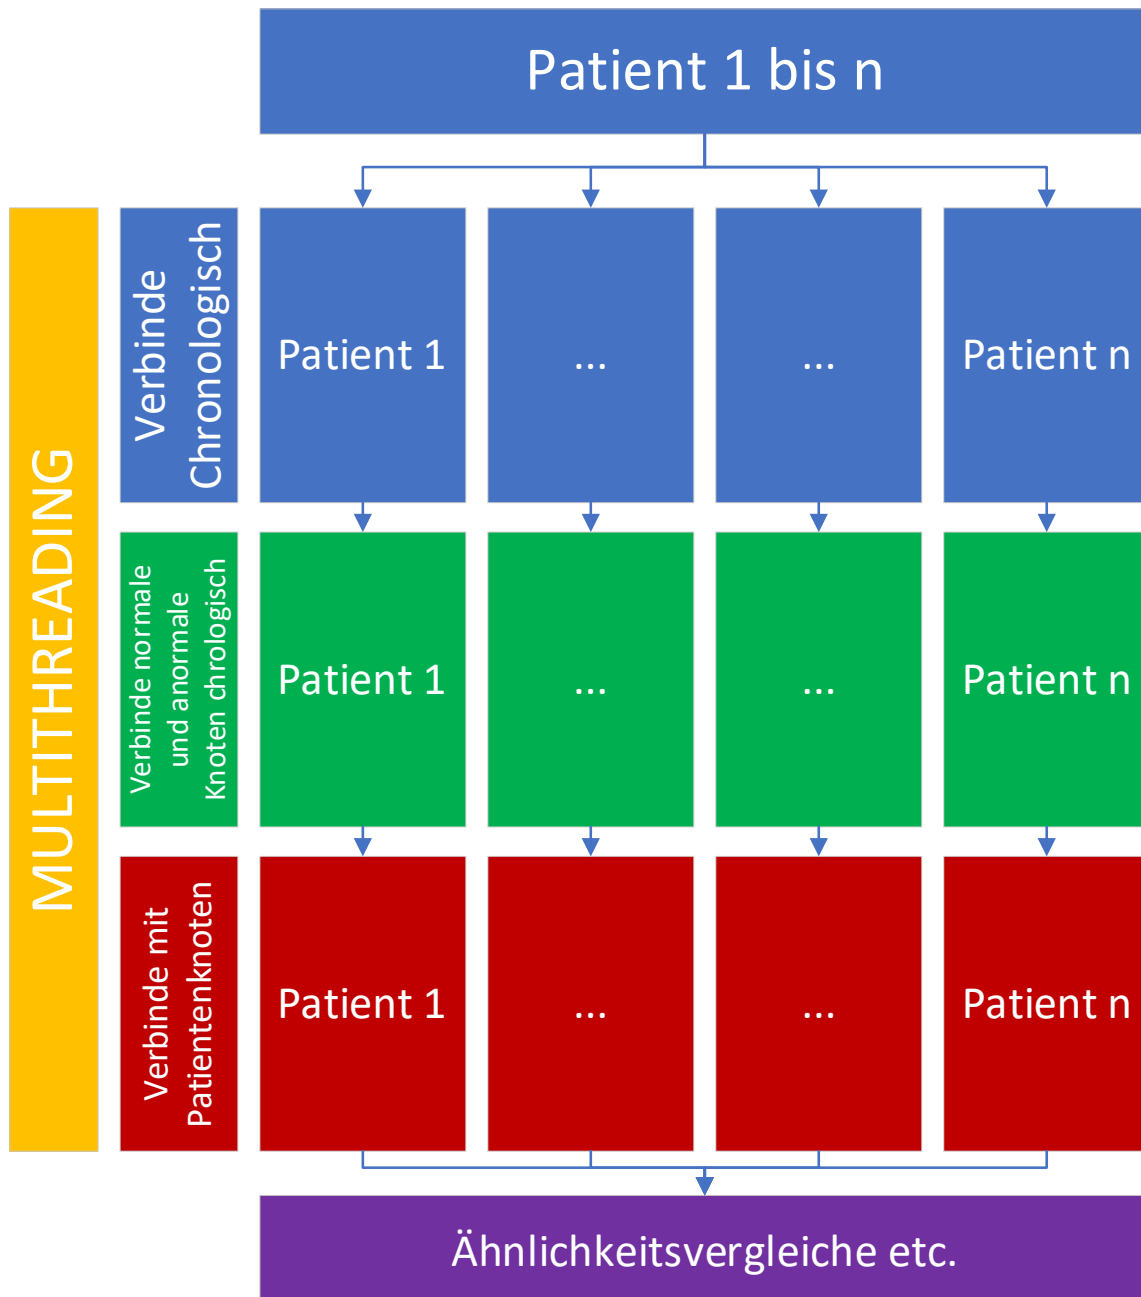 Patient 1 bis n
MULTITHREADING
Verbinde
Chronologisch
Patient 1
...
...
Patient n
Verbinde normale
und anormale
Knoten chrologisch
Patient 1
...
...
Patient n
Verbinde mit
Patientenknoten
Patient 1
...
...
Patient n
Ähnlichkeitsvergleiche etc.